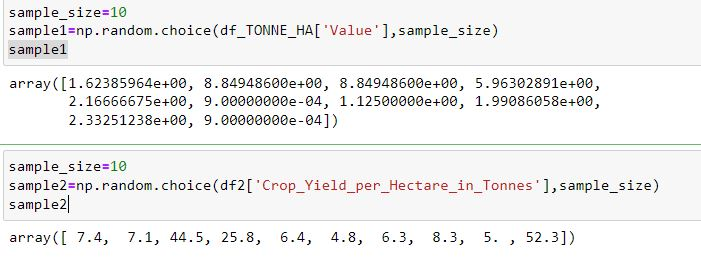 sample_size=10
sample1=np.random.choice(df_TONNE_HA['Value'],sample_size)
sample1
array([1.62385964e+00, 8.84948600e+00, 8.84948600e+00, 5.96302891e+00,
2.16666675e+00, 9.00000000e-04, 1.12500000e+00, 1.99086058e+00,
2.33251238e+00, 9.00000000e-04])
sample_size=10
sample2=np.random.choice(df2['Crop_Yield_per_Hectare_in_Tonnes'],sample_size)
sample2
array([ 7.4,  7.1, 44.5, 25.8,  6.4,  4.8,  6.3,  8.3,  5. , 52.3])